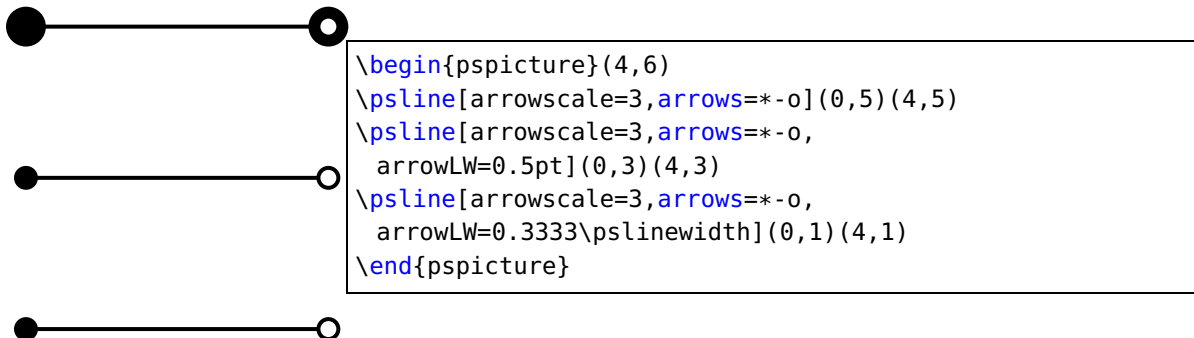 \begin{pspicture}(4,6)
\psline[arrowscale=3,arrows=*-o](0,5)(4,5)
\psline[arrowscale=3,arrows=*-o,
arrowLW=0.5pt](0,3)(4,3)
\psline[arrowscale=3,arrows=*-o,
arrowLW=0.3333\pslinewidth](0,1)(4,1)
\end{pspicture}